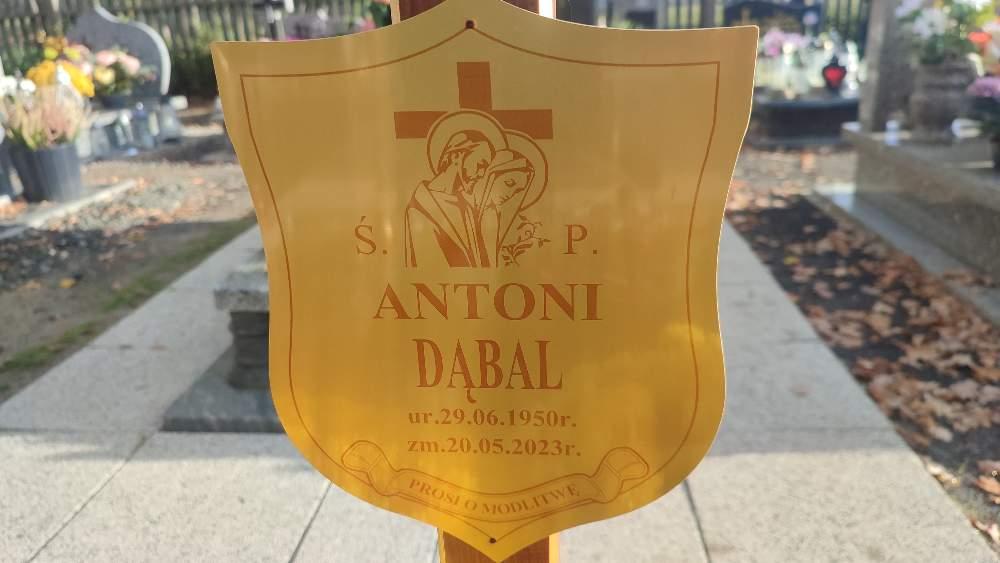 Ś. P.
ANTONI
DĄBAL
ur.29.06.1950r.
zm.20.05.2023r.
PROSI O MODLITWĘ